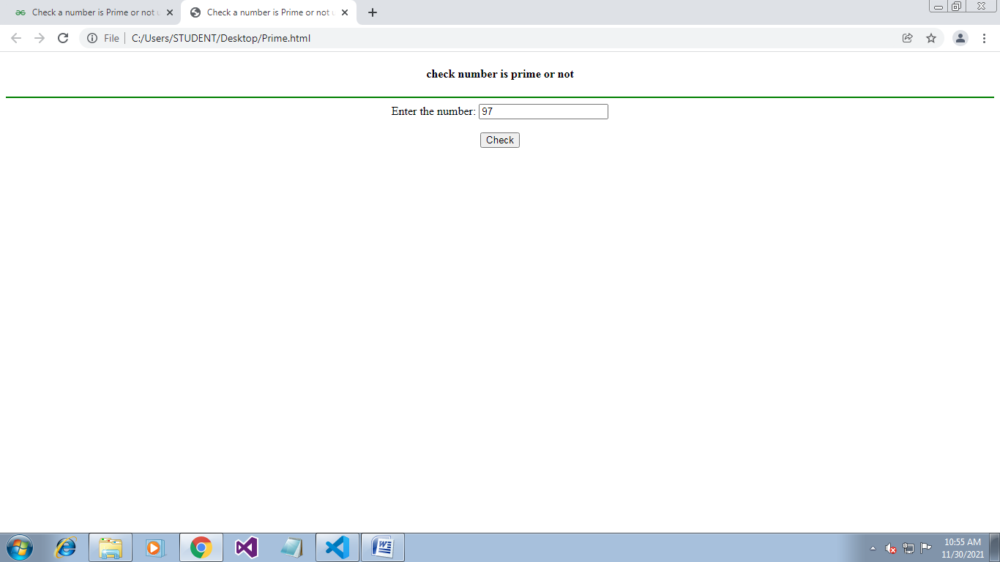 Check a number is Prime or not u
Check a number is Prime or not u
File
C:/Users/STUDENT/Desktop/Prime.html
check number is prime or not
Enter the number: 97
Check
10:55 AM
11/30/2021